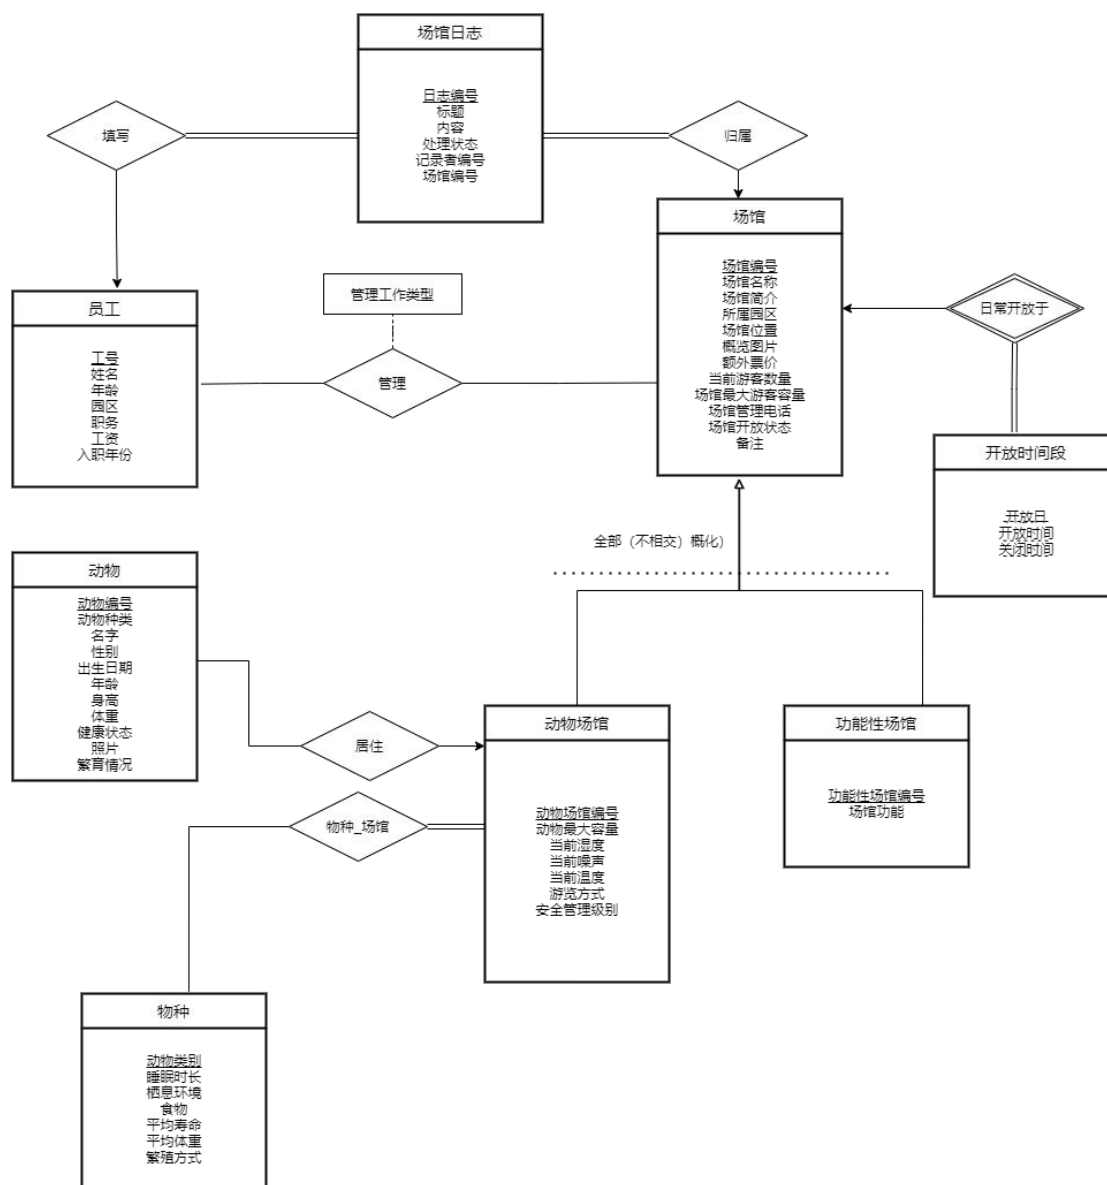 场馆日志
日志编号
标题
内容
处理状态
记录者编号
场馆编号
填写
归属
场馆
场馆编号
场馆名称
场馆简介
所属园区
场馆位置
概览图片
额外票价
当前游客数量
场馆最大游客容量
场馆管理电话
场馆开放状态
备注
员工
工号
姓名
年龄
园区
职务
工资
入职年份
管理工作类型
管理
日常开放于
开放时间段
开放日
开放时间
关闭时间
全部（不相交）概化）
动物
动物编号
动物种类
名字
性别
出生日期
年龄
身高
体重
健康状态
照片
繁育情况
居住
物种_场馆
动物场馆
动物场馆编号
动物最大容量
当前湿度
当前噪声
当前温度
游览方式
安全管理级别
功能性场馆
功能性场馆编号
场馆功能
物种
动物类别
睡眠时长
栖息环境
食物
平均寿命
平均体重
繁殖方式